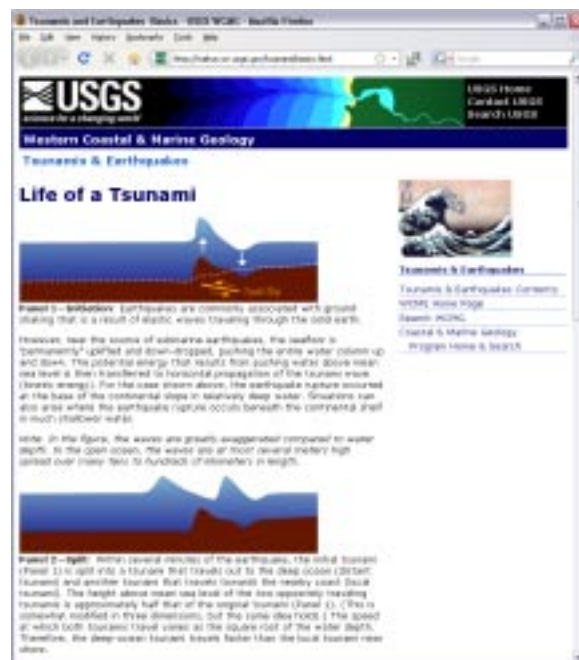 Tsunamis and Earthquakes: Basics - USGS WCMG - Mozilla Firefox
File Edit View History Bookmarks Tools Help
USGS
science for a changing world
USGS Home
Contact USGS
Search USGS
Western Coastal & Marine Geology
Tsunamis & Earthquakes
Life of a Tsunami
Panel 1—Initiation: Earthquakes are commonly associated with ground
shaking that is a result of elastic waves traveling through the solid earth.
However, near the source of submarine earthquakes, the seafloor is
"permanently" uplifted and down-dropped, pushing the entire water column up
and down. The potential energy that results from pushing water above mean
sea level is then transferred to horizontal propagation of the tsunami wave
(kinetic energy). For the case shown above, the earthquake rupture occurred
at the base of the continental slope in relatively deep water. Situations can
also arise where the earthquake rupture occurs beneath the continental shelf
in much shallower water.
Note: In the figure, the waves are greatly exaggerated compared to water
depth. In the open ocean, the waves are at most several meters high
spread over many tens to hundreds of kilometers in length.
Tsunamis & Earthquakes
Tsunamis & Earthquakes Contents
WCMG Home Page
Search WCMG
Coastal & Marine Geology
Program Home & Search
Panel 2—Split: Within several minutes of the earthquake, the initial tsunami
(Panel 1) is split into a tsunami that travels out to the deep ocean (distant
tsunami) and another tsunami that travels towards the nearby coast (local
tsunami). The height above mean sea level of the two oppositely traveling
tsunamis is approximately half that of the original tsunami (Panel 1). (This is
somewhat modified in three dimensions, but the same idea holds.) The speed
at which both tsunamis travel varies as the square root of the water depth.
Therefore, the deep-ocean tsunami travels faster than the local tsunami near
shore.